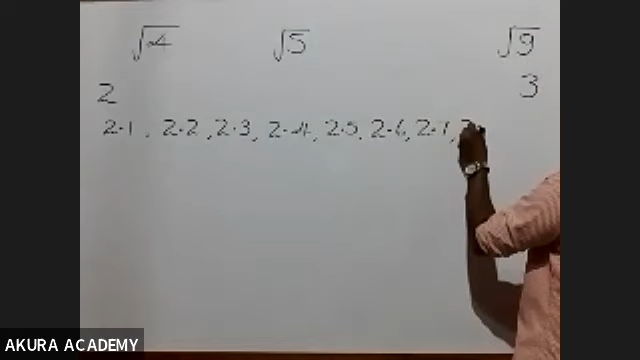 √4 √5 √9
2 3
2.1, 2.2, 2.3, 2.4, 2.5, 2.6, 2.7,
AKURA ACADEMY